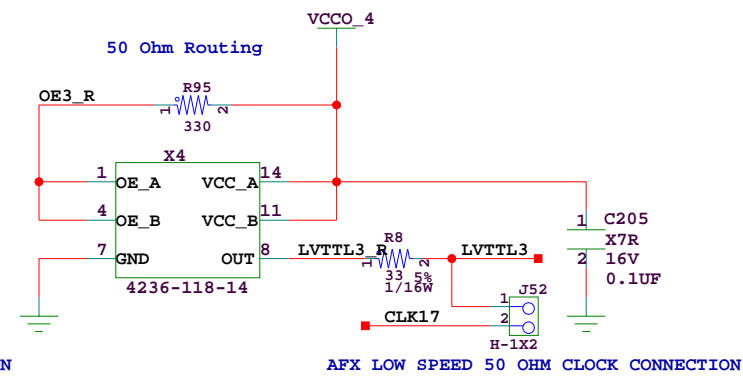 VCCO_4
50 Ohm Routing
OE3_R
R95
1
2
330
X4
1 OE_A VCC_A 14
4 OE_B VCC_B 11
7 GND OUT 8
4236-118-14
LVTTL3_R
R8
1
2
33 5%
1/16W
LVTTL3
C205
1
X7R
2
16V
0.1UF
J52
1
2
CLK17
H-1X2
N
AFX LOW SPEED 50 OHM CLOCK CONNECTION